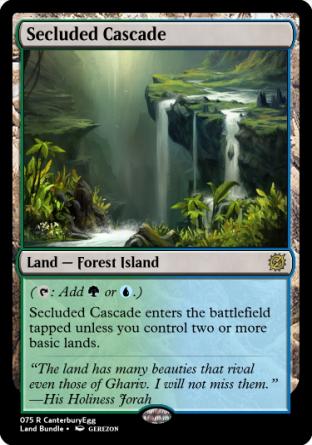 Secluded Cascade
Land — Forest Island
(: Add or .)
Secluded Cascade enters the battlefield
tapped unless you control two or more
basic lands.
“The land has many beauties that rival
even those of Ghariv. I will not miss them.”
—His Holiness Jorah
075 R CanterburyEgg
Land Bundle • GEREZON